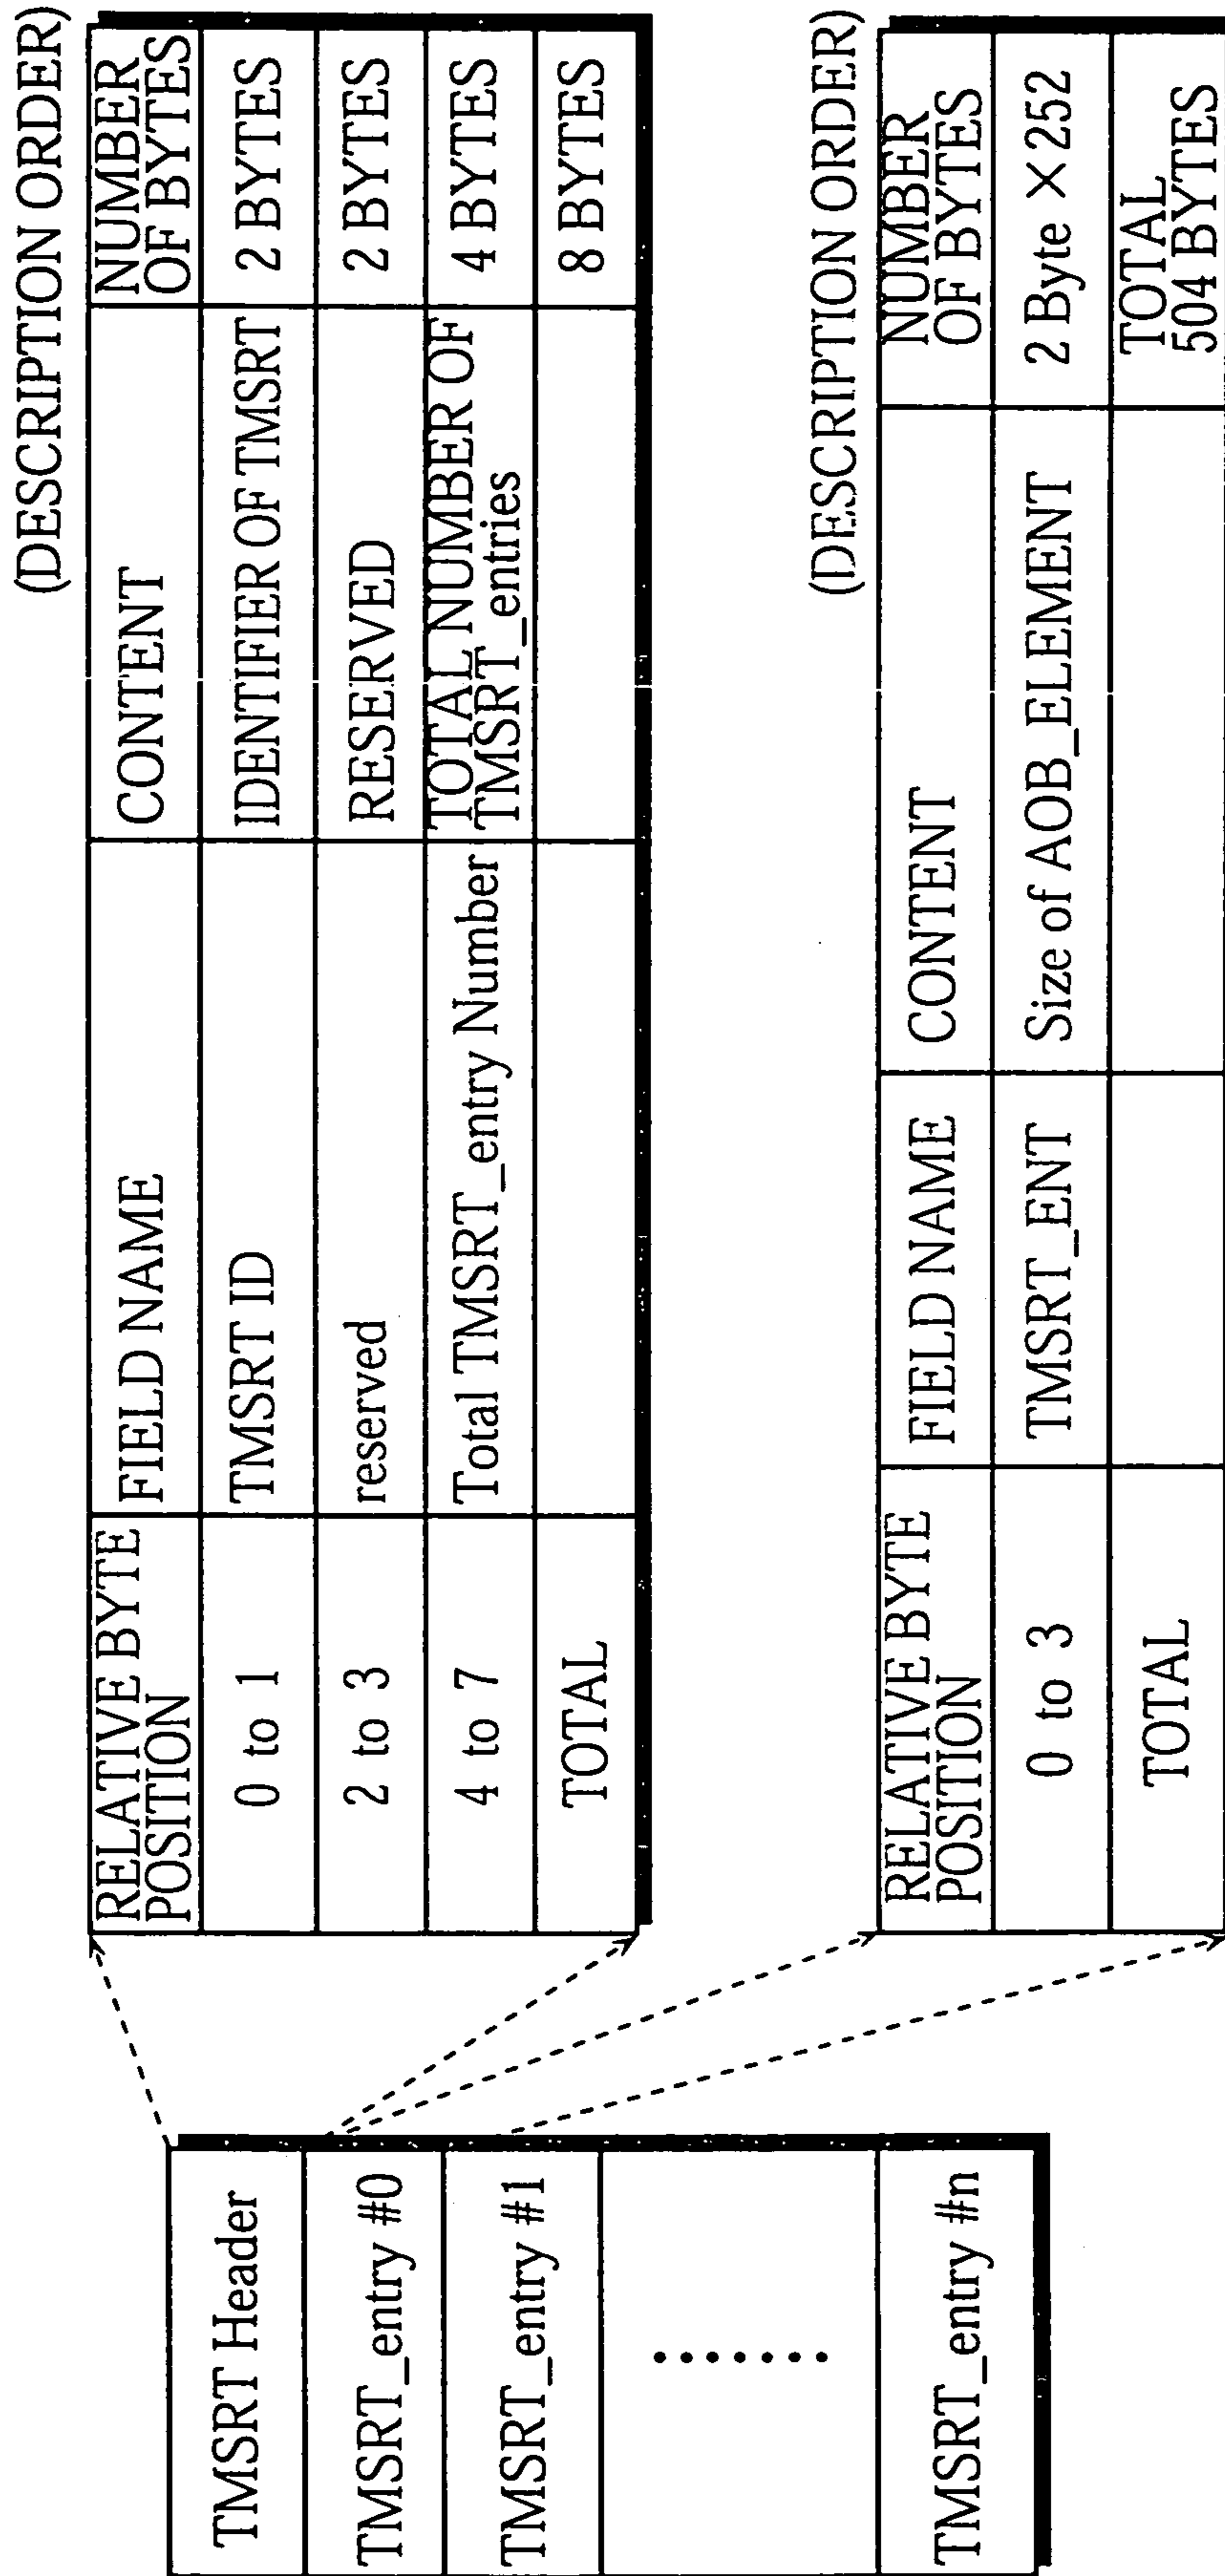 TMSRT Header
TMSRT_entry #0
TMSRT_entry #1
.......
TMSRT_entry #n
(DESCRIPTION ORDER)
RELATIVE BYTE
POSITION
FIELD NAME
CONTENT
NUMBER
OF BYTES
0 to 1
TMSRT ID
IDENTIFIER OF TMSRT
2 BYTES
2 to 3
reserved
RESERVED
2 BYTES
4 to 7
Total TMSRT_entry Number
TOTAL NUMBER OF
TMSRT_entries
4 BYTES
TOTAL
8 BYTES
(DESCRIPTION ORDER)
RELATIVE BYTE
POSITION
FIELD NAME
CONTENT
NUMBER
OF BYTES
0 to 3
TMSRT_ENT
Size of AOB_ELEMENT
2 Byte ×252
TOTAL
TOTAL
504 BYTES